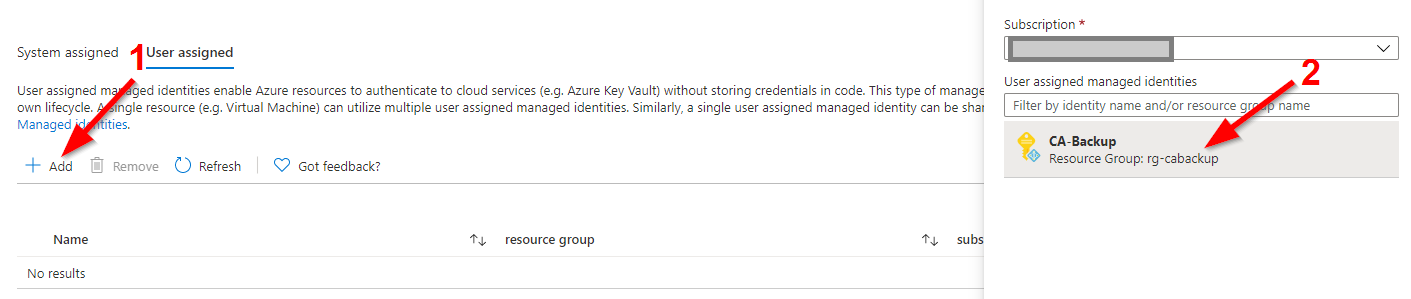 System assigned
User assigned
1
User assigned managed identities enable Azure resources to authenticate to cloud services (e.g. Azure Key Vault) without storing credentials in code. This type of manage
own lifecycle. A single resource (e.g. Virtual Machine) can utilize multiple user assigned managed identities. Similarly, a single user assigned managed identity can be shar
Managed identities.
Add
Remove
Refresh
Got feedback?
Name
resource group
subs
No results
Subscription *
2
User assigned managed identities
Filter by identity name and/or resource group name
CA-Backup
Resource Group: rg-cabackup